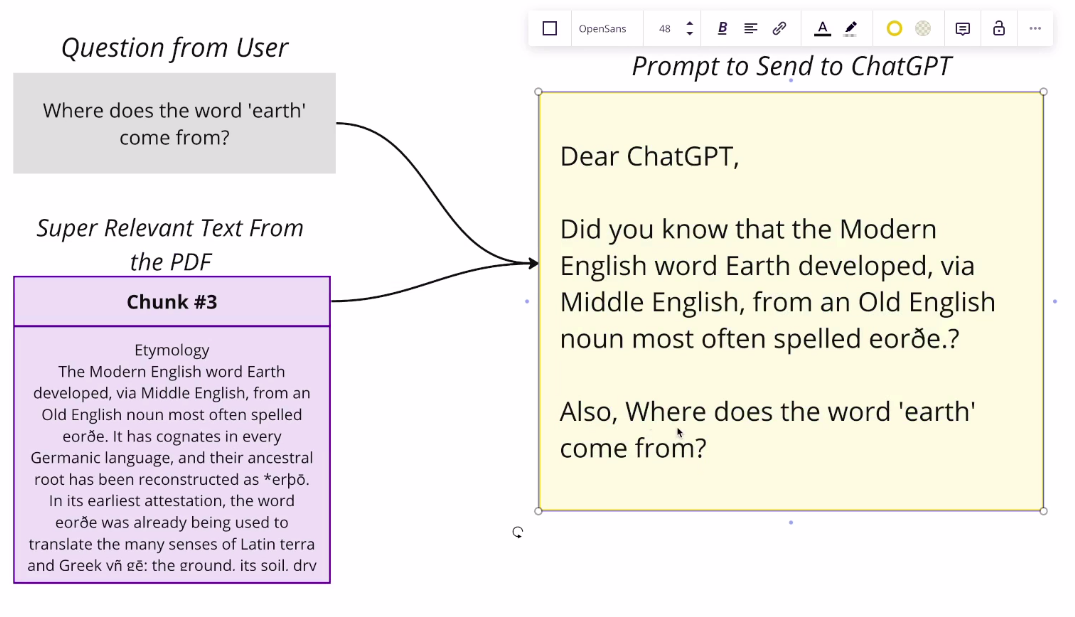 OpenSans
48
B
A
Question from User
Where does the word 'earth'
come from?
Super Relevant Text From
the PDF
Chunk #3
Etymology
The Modern English word Earth
developed, via Middle English, from an
Old English noun most often spelled
eorðe. It has cognates in every
Germanic language, and their ancestral
root has been reconstructed as *erþō.
In its earliest attestation, the word
eorðe was already being used to
translate the many senses of Latin terra
and Greek γῆ gē: the ground, its soil, dry
Prompt to Send to ChatGPT
Dear ChatGPT,
Did you know that the Modern
English word Earth developed, via
Middle English, from an Old English
noun most often spelled eorðe.?
Also, Where does the word 'earth'
come from?